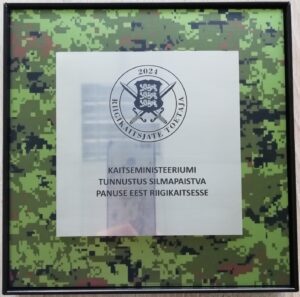 2024
RIIGIKAITSJATE TOETAJA
KAITSEMINISTEERIUMI
TUNNUSTUS SILMAPAISTVA
PANUSE EEST RIIGIKAITSESSE